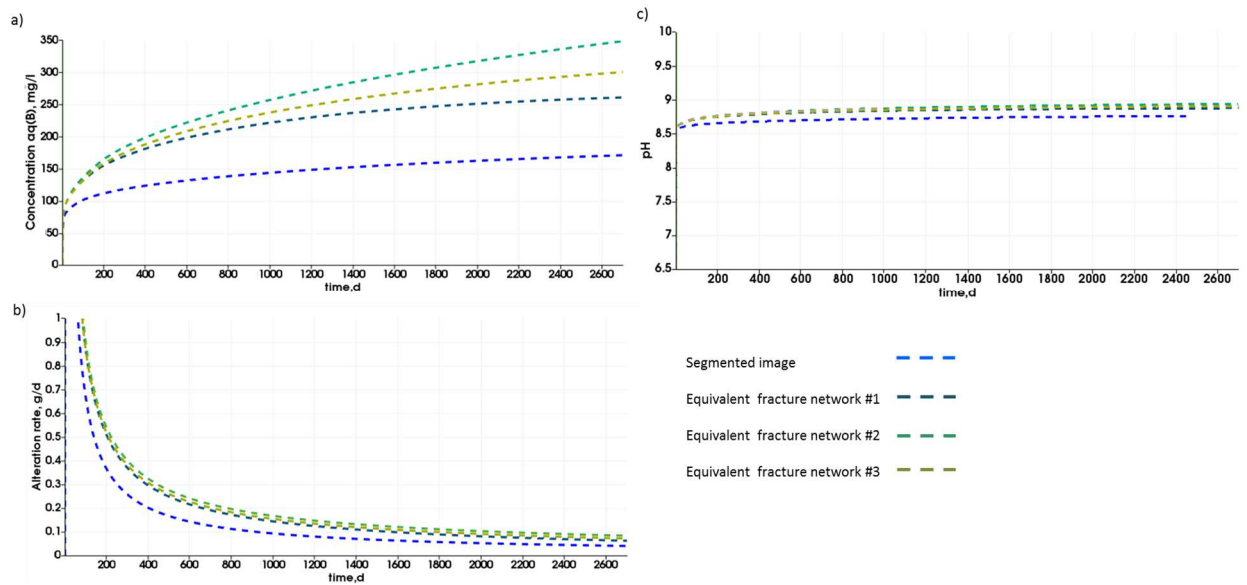 a)
Concentration aq(B), mg/l
350
300
250
200
150
100
50
0
200 400 600 800 1000 1200 1400 1600 1800 2000 2200 2400 2600
time,d
c)
pH
10
9.5
9
8.5
8
7.5
7
6.5
200 400 600 800 1000 1200 1400 1600 1800 2000 2200 2400 2600
time,d
b)
Alteration rate, g/d
1
0.9
0.8
0.7
0.6
0.5
0.4
0.3
0.2
0.1
0
200 400 600 800 1000 1200 1400 1600 1800 2000 2200 2400 2600
time,d
Segmented image
Equivalent fracture network #1
Equivalent fracture network #2
Equivalent fracture network #3